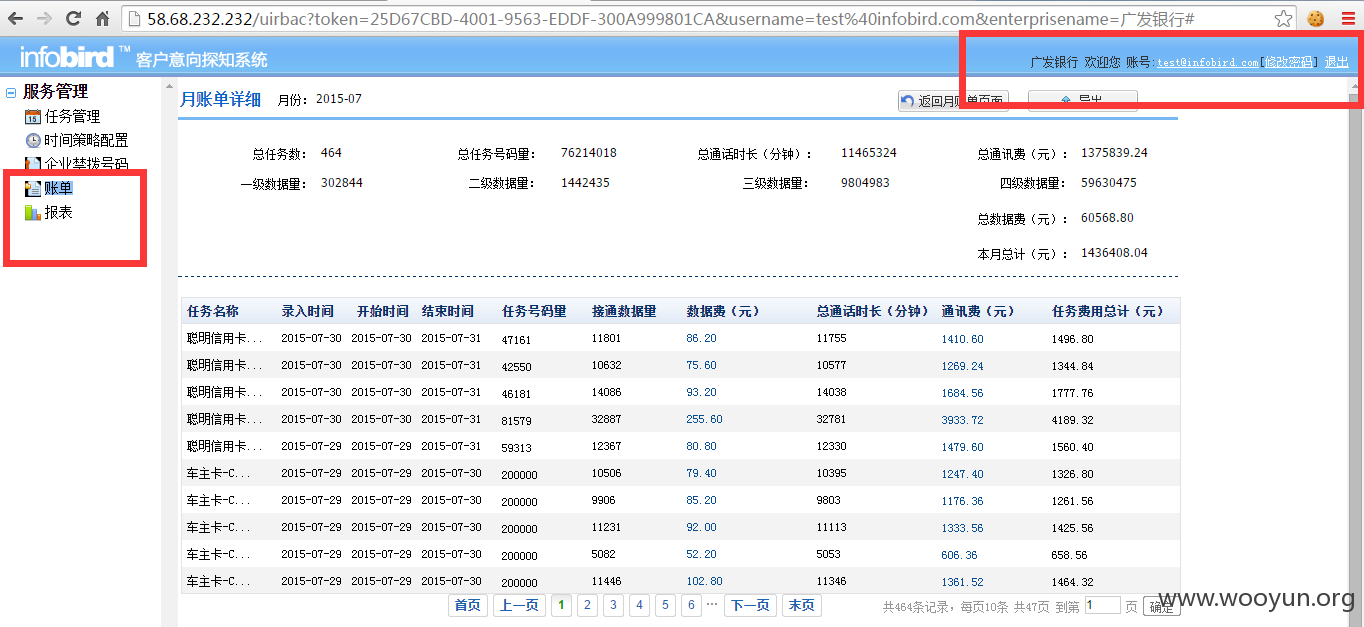 58.68.232.232/uirbac?token=25D67CBD-4001-9563-EDDF-300A999801CA&username=test%40infobird.com&enterprisename=广发银行#
infobird™ 客户意向探知系统
广发银行 欢迎您 账号:test@infobird.com[修改密码] 退出
服务管理
任务管理
时间策略配置
企业禁拨号码
账单
报表
月账单详细 月份: 2015-07
返回月账单页面 导出
总任务数: 464 总任务号码量: 76214018 总通话时长（分钟）: 11465324 总通讯费（元）: 1375839.24
一级数据量: 302844 二级数据量: 1442435 三级数据量: 9804983 四级数据量: 59630475
总数据费（元）: 60568.80
本月总计（元）: 1436408.04
任务名称 录入时间 开始时间 结束时间 任务号码量 接通数据量 数据费（元） 总通话时长（分钟） 通讯费（元） 任务费用总计（元）
聪明信用卡... 2015-07-30 2015-07-30 2015-07-31 47161 11801 86.20 11755 1410.60 1496.80
聪明信用卡... 2015-07-30 2015-07-30 2015-07-31 42550 10632 75.60 10577 1269.24 1344.84
聪明信用卡... 2015-07-30 2015-07-30 2015-07-31 46181 14086 93.20 14038 1684.56 1777.76
聪明信用卡... 2015-07-30 2015-07-30 2015-07-31 81579 32887 255.60 32781 3933.72 4189.32
聪明信用卡... 2015-07-29 2015-07-29 2015-07-31 59313 12367 80.80 12330 1479.60 1560.40
车主卡-C... 2015-07-29 2015-07-29 2015-07-30 200000 10506 79.40 10395 1247.40 1326.80
车主卡-C... 2015-07-29 2015-07-29 2015-07-30 200000 9906 85.20 9803 1176.36 1261.56
车主卡-C... 2015-07-29 2015-07-29 2015-07-30 200000 11231 92.00 11113 1333.56 1425.56
车主卡-C... 2015-07-29 2015-07-29 2015-07-30 200000 5082 52.20 5053 606.36 658.56
车主卡-C... 2015-07-29 2015-07-29 2015-07-30 200000 11446 102.80 11346 1361.52 1464.32
首页 上一页 1 2 3 4 5 6 ... 下一页 末页 共464条记录，每页10条 共47页 到第 1 页 确定
www.wooyun.org